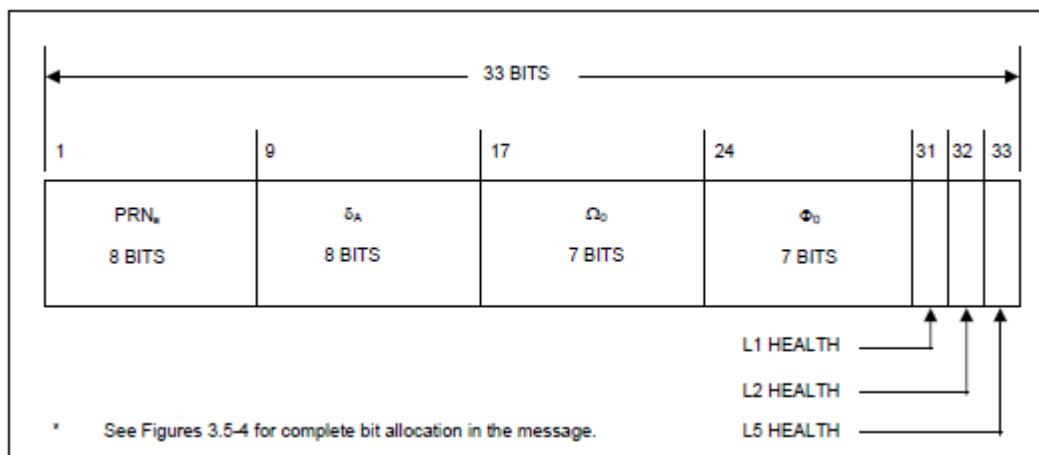 33 BITS
1 9 17 24 31 32 33
PRNₐ δA Ω₀ Φ₀
8 BITS 8 BITS 7 BITS 7 BITS
L1 HEALTH
L2 HEALTH
* See Figures 3.5-4 for complete bit allocation in the message. L5 HEALTH